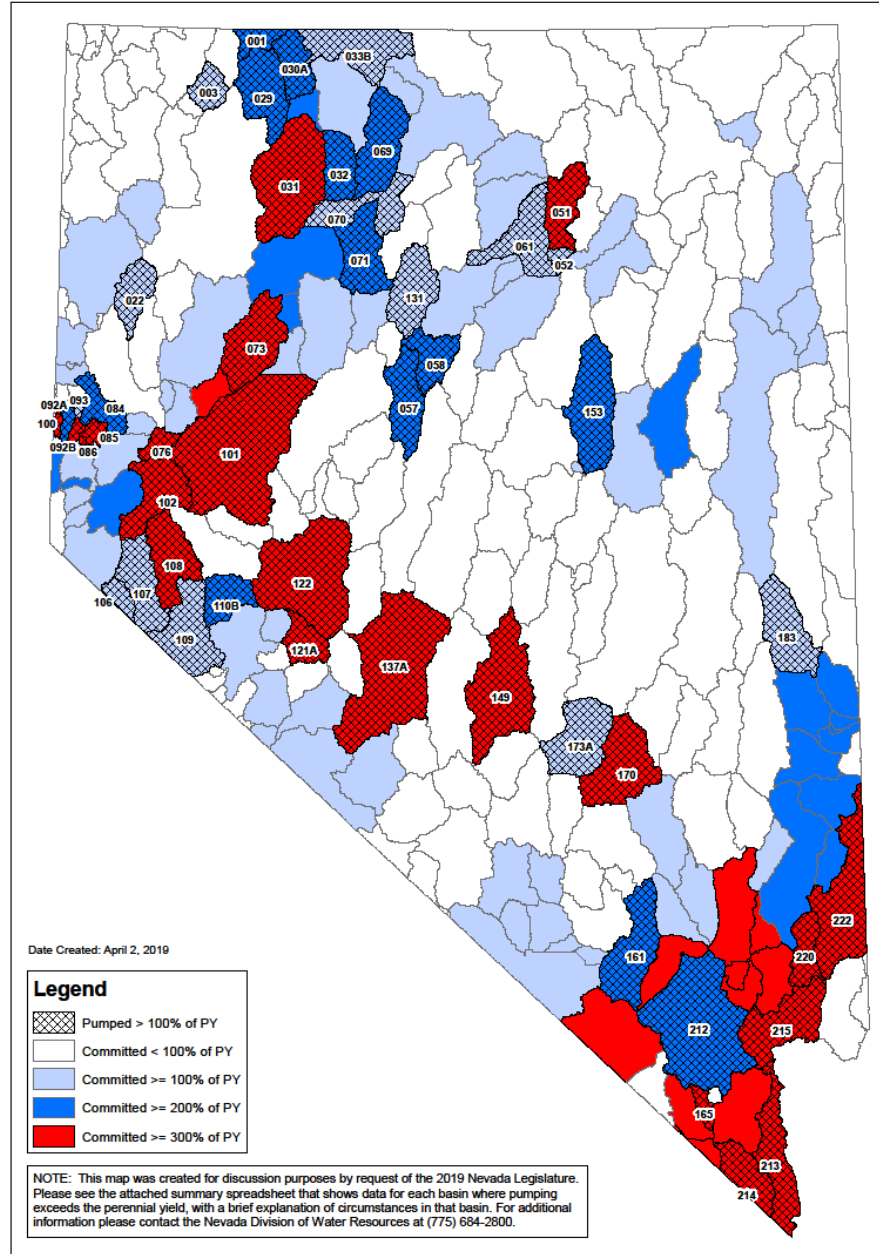 001
030A
033B
003
029
069
031
032
051
070
061
071
052
022
131
073
058
057
153
092A
093
084
100
085
092B
086
076
101
102
108
122
106
107
110B
183
109
121A
137A
149
173A
170
222
161
220
212
215
165
213
214
Date Created: April 2, 2019
Legend
Pumped > 100% of PY
Committed < 100% of PY
Committed >= 100% of PY
Committed >= 200% of PY
Committed >= 300% of PY
NOTE: This map was created for discussion purposes by request of the 2019 Nevada Legislature.
Please see the attached summary spreadsheet that shows data for each basin where pumping
exceeds the perennial yield, with a brief explanation of circumstances in that basin. For additional
information please contact the Nevada Division of Water Resources at (775) 684-2800.